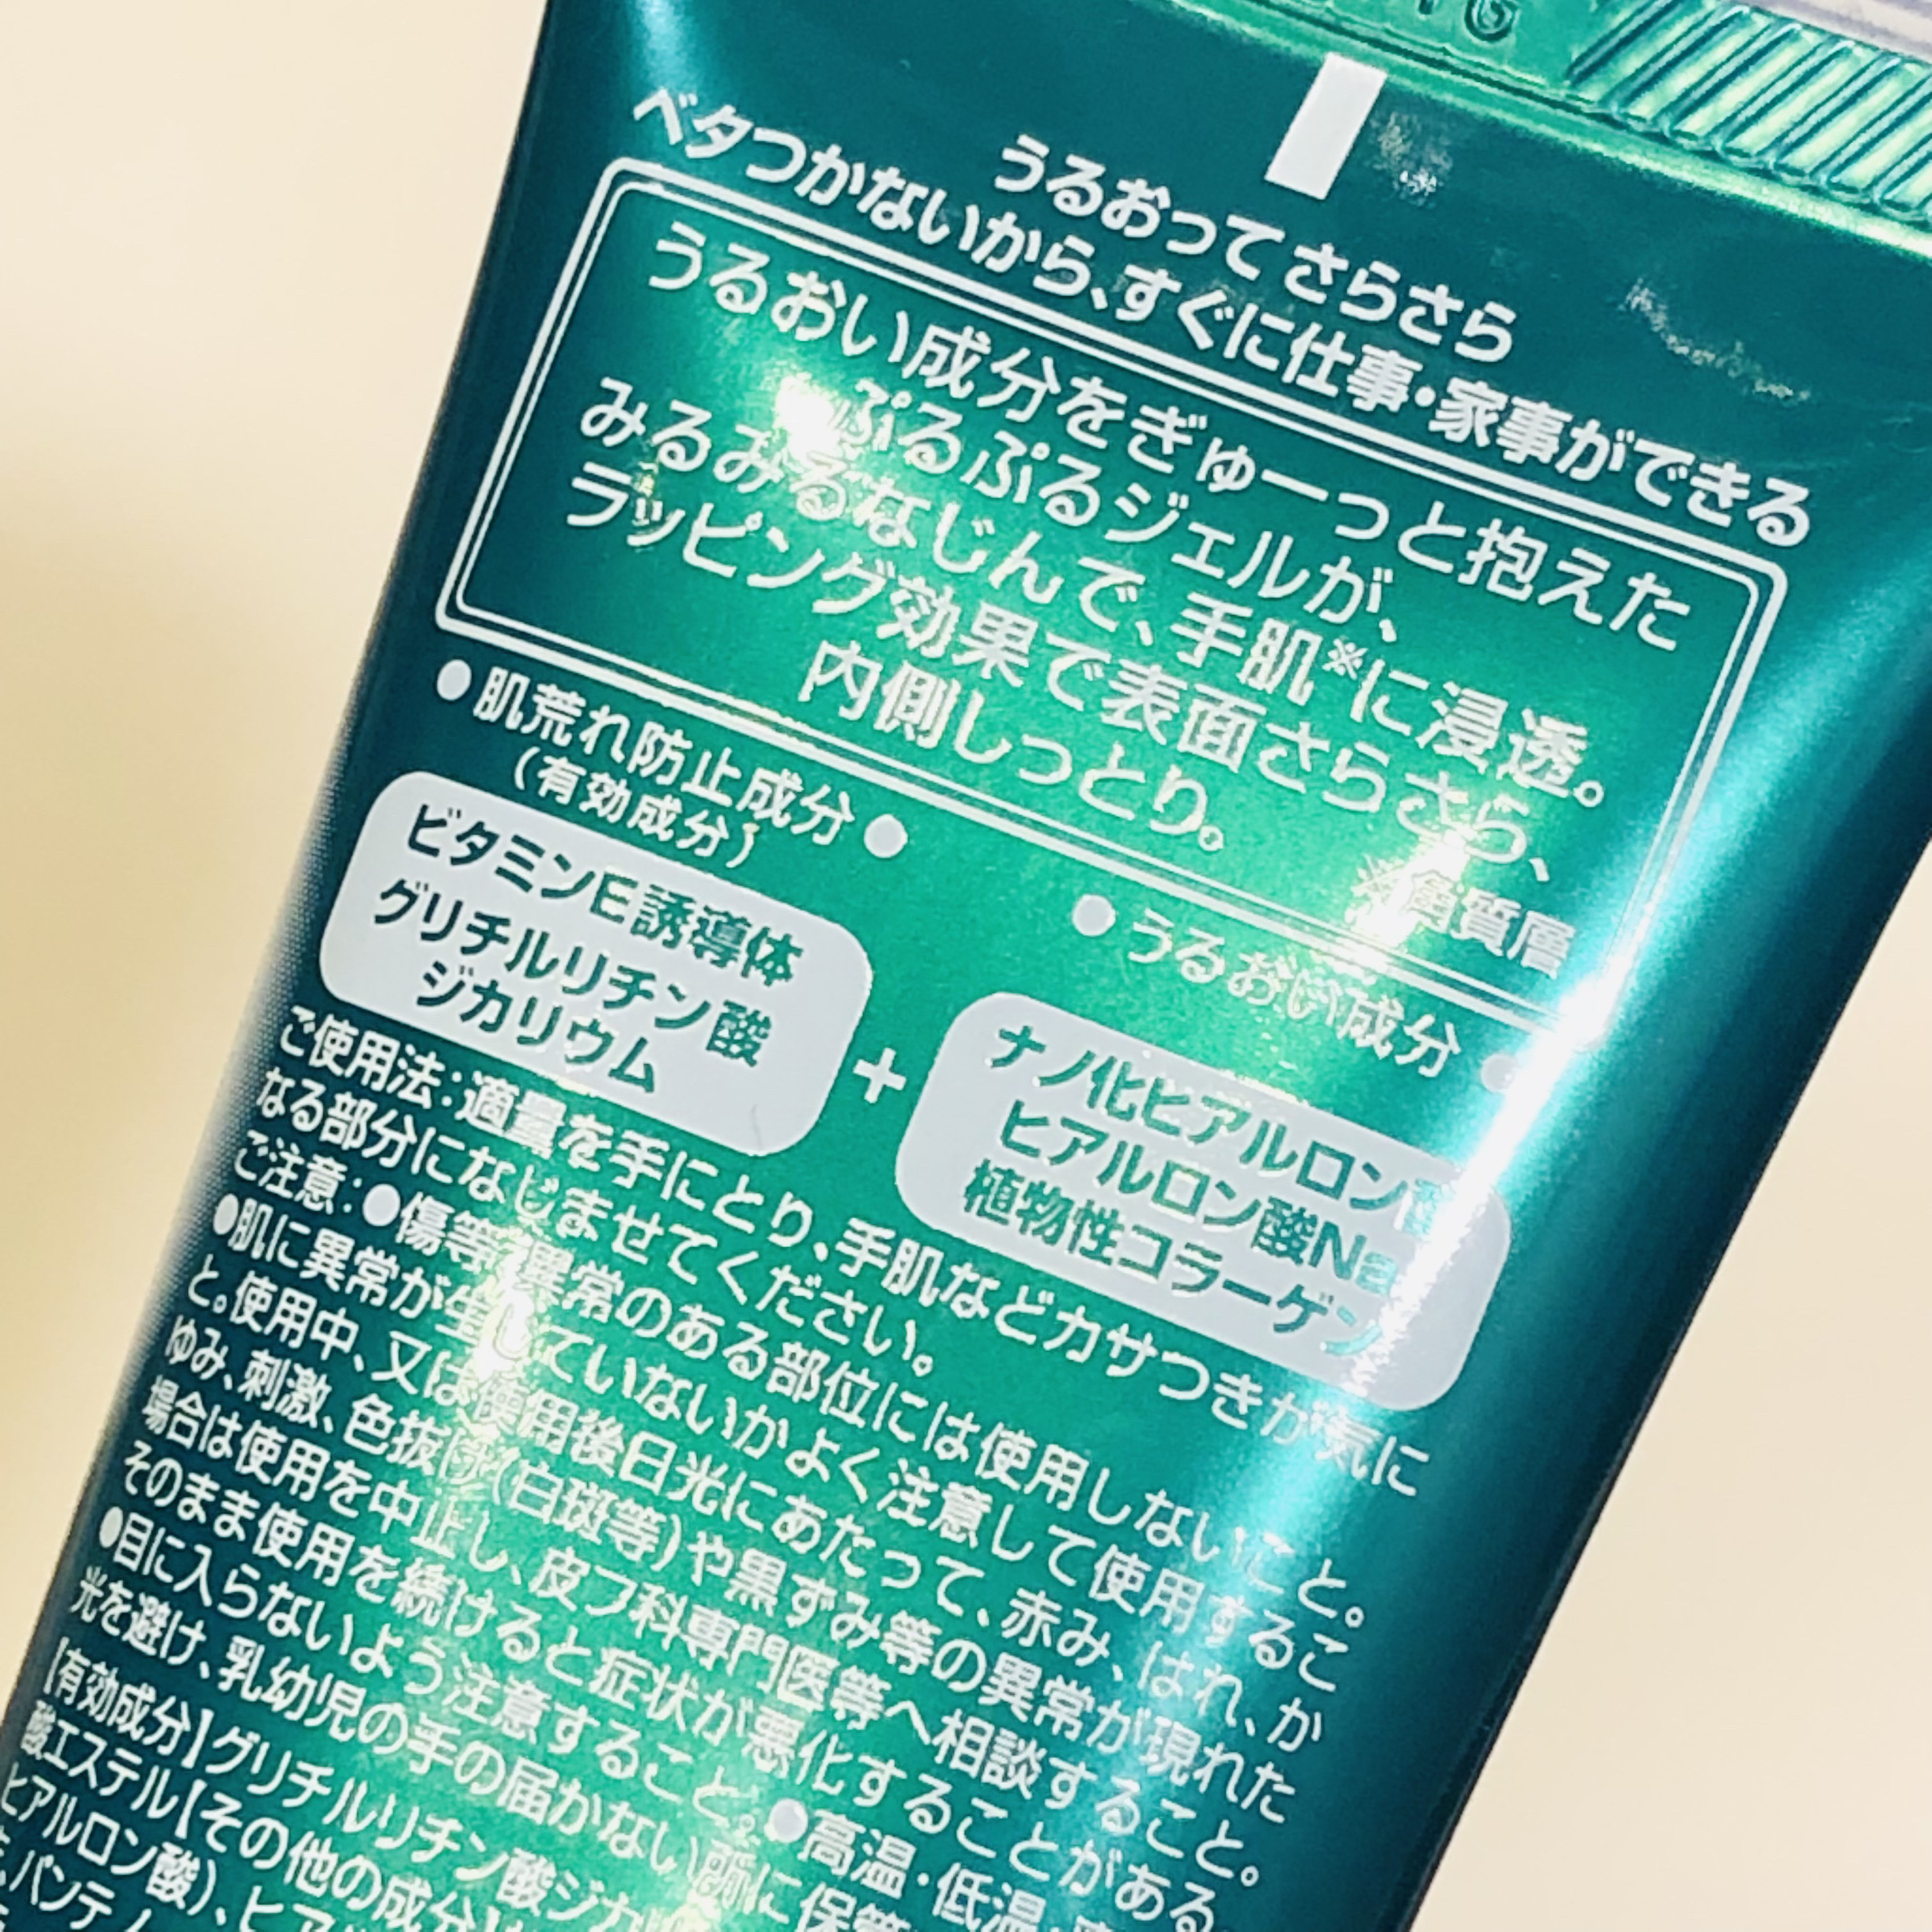 うるおって さらさら
ベタつかないから、すぐに仕事・家事ができる
うるおい成分をぎゅーっと抱えた
ぷるぷるジェルが、
みるみるなじんで、手肌※に浸透。
ラッピング効果で表面さらさら、
内側しっとり。
※角質層
●肌荒れ防止成分●
（有効成分）
ビタミンE誘導体
グリチルリチン酸
ジカリウム
+
●うるおい成分●
ナノ化ヒアルロン酸
ヒアルロン酸Na
植物性コラーゲン
ご使用法：適量を手にとり、手肌などカサつきが気に
なる部分になじませてください。
ご注意：●傷等異常のある部位には使用しないこと。
●肌に異常が生じていないかよく注意して使用するこ
と。使用中、又は使用後日光にあたって、赤み、はれ、か
ゆみ、刺激、色抜け(白斑等)や黒ずみ等の異常が現れた
場合は使用を中止し、皮フ科専門医等へ相談すること。
そのまま使用を続けると症状が悪化することがある。
●目に入らないよう注意すること。●高温・低温・
光を避け、乳幼児の手の届かない所に保管
【有効成分】グリチルリチン酸ジカ
酸エステル【その他の成分】
ヒアルロン酸)、ヒア
パンテ